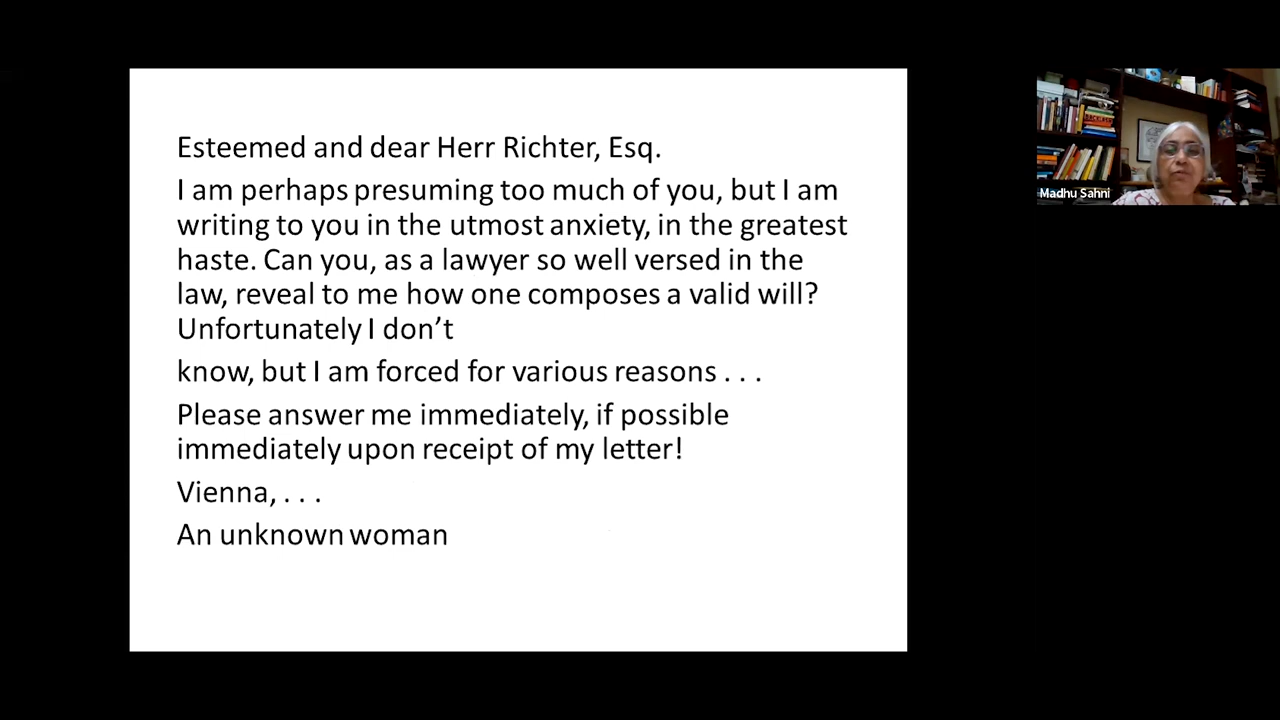 Esteemed and dear Herr Richter, Esq.
I am perhaps presuming too much of you, but I am
writing to you in the utmost anxiety, in the greatest
haste. Can you, as a lawyer so well versed in the
law, reveal to me how one composes a valid will?
Unfortunately I don’t
know, but I am forced for various reasons . . .
Please answer me immediately, if possible
immediately upon receipt of my letter!
Vienna, . . .
An unknown woman
Madhu Sahni